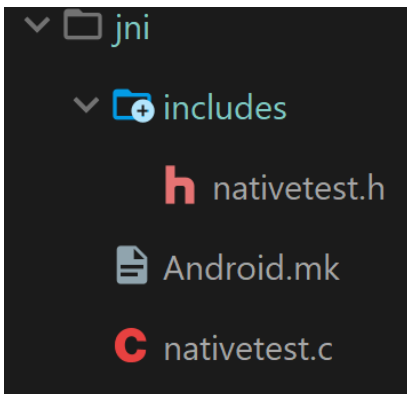 jni
includes
h nativetest.h
Android.mk
C nativetest.c